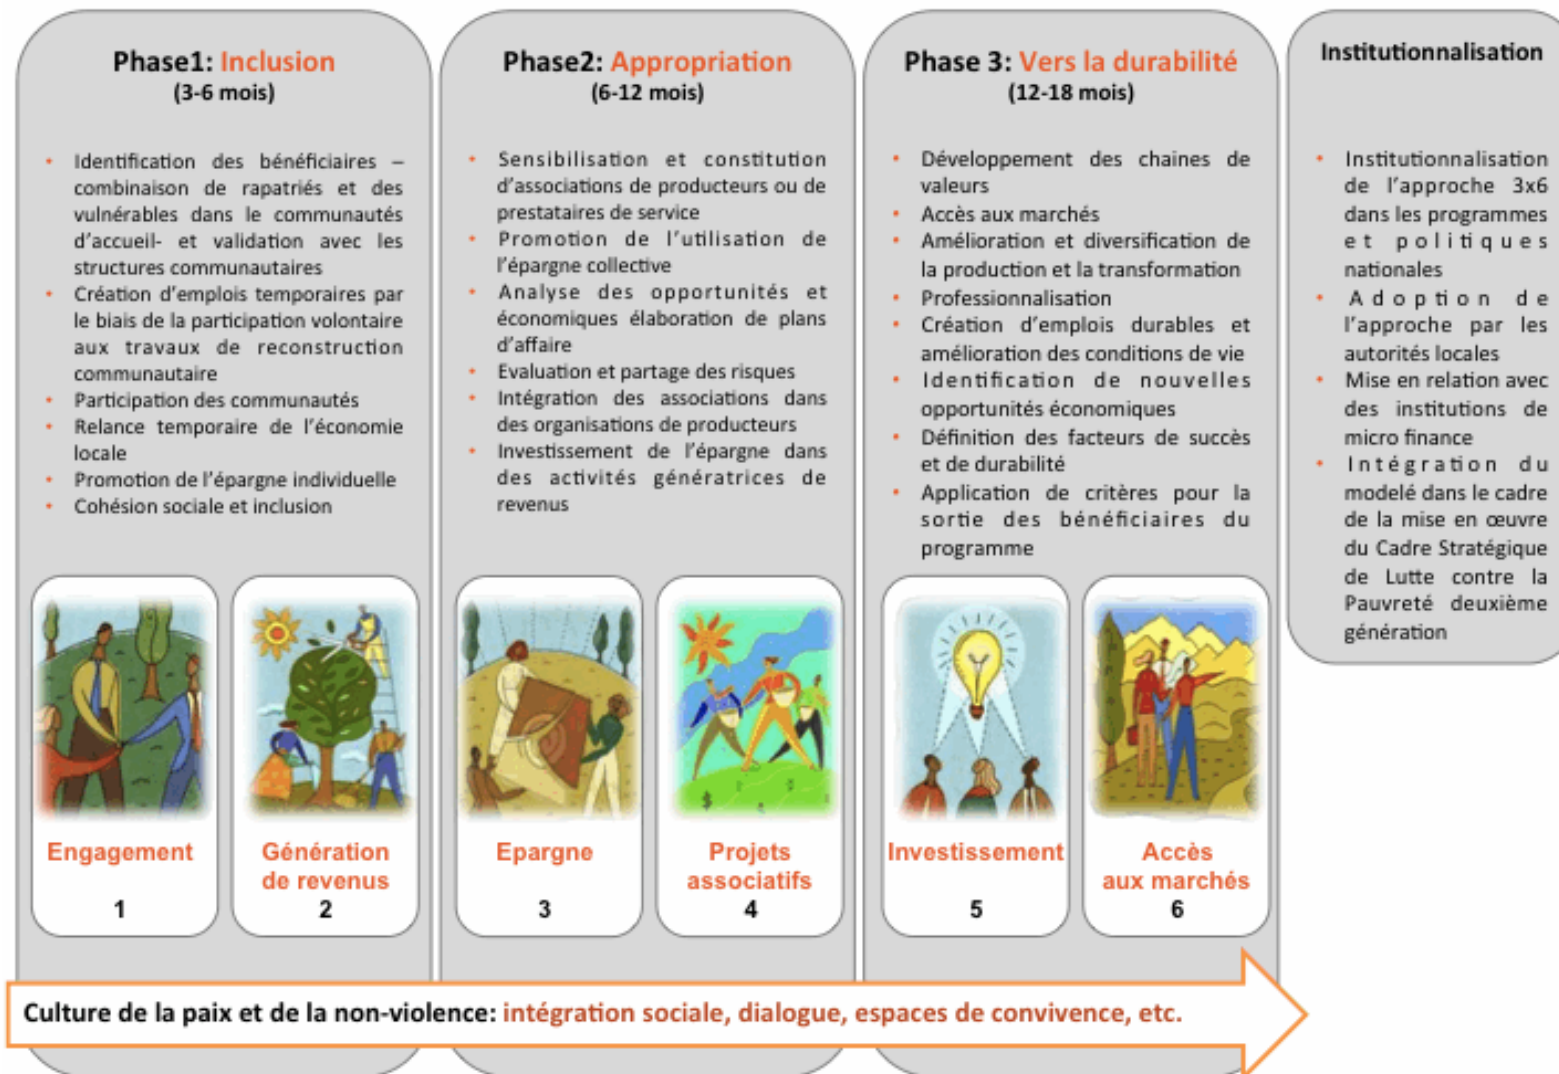 Phase1: Inclusion
(3-6 mois)
• Identification des bénéficiaires –
combinaison de rapatriés et des
vulnérables dans le communautés
d'accueil- et validation avec les
structures communautaires
• Création d'emplois temporaires par
le biais de la participation volontaire
aux travaux de reconstruction
communautaire
• Participation des communautés
• Relance temporaire de l'économie
locale
• Promotion de l'épargne individuelle
• Cohésion sociale et inclusion
Engagement
1
Génération
de revenus
2
Phase2: Appropriation
(6-12 mois)
• Sensibilisation et constitution
d'associations de producteurs ou de
prestataires de service
• Promotion de l'utilisation de
l'épargne collective
• Analyse des opportunités et
économiques élaboration de plans
d'affaire
• Evaluation et partage des risques
• Intégration des associations dans
des organisations de producteurs
• Investissement de l'épargne dans
des activités génératrices de
revenus
Epargne
3
Projets
associatifs
4
Phase 3: Vers la durabilité
(12-18 mois)
• Développement des chaines de
valeurs
• Accès aux marchés
• Amélioration et diversification de
la production et la transformation
• Professionnalisation
• Création d'emplois durables et
amélioration des conditions de vie
• Identification de nouvelles
opportunités économiques
• Définition des facteurs de succès
et de durabilité
• Application de critères pour la
sortie des bénéficiaires du
programme
Investissement
5
Accès
aux marchés
6
Institutionnalisation
• Institutionnalisation
de l'approche 3x6
dans les programmes
et politiques
nationales
• Adoption de
l'approche par les
autorités locales
• Mise en relation avec
des institutions de
micro finance
• Intégration du
modelé dans le cadre
de la mise en œuvre
du Cadre Stratégique
de Lutte contre la
Pauvreté deuxième
génération
Culture de la paix et de la non-violence: intégration sociale, dialogue, espaces de convivence, etc.